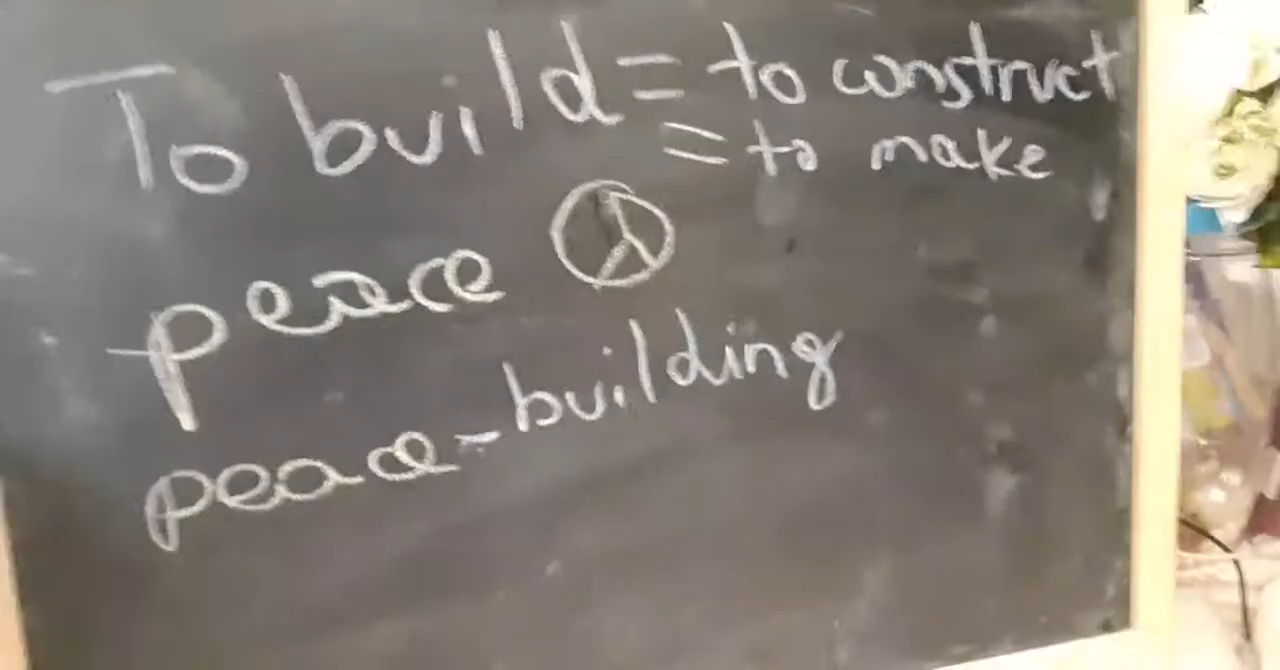 To build = to construct
= to make
peace
peace-building